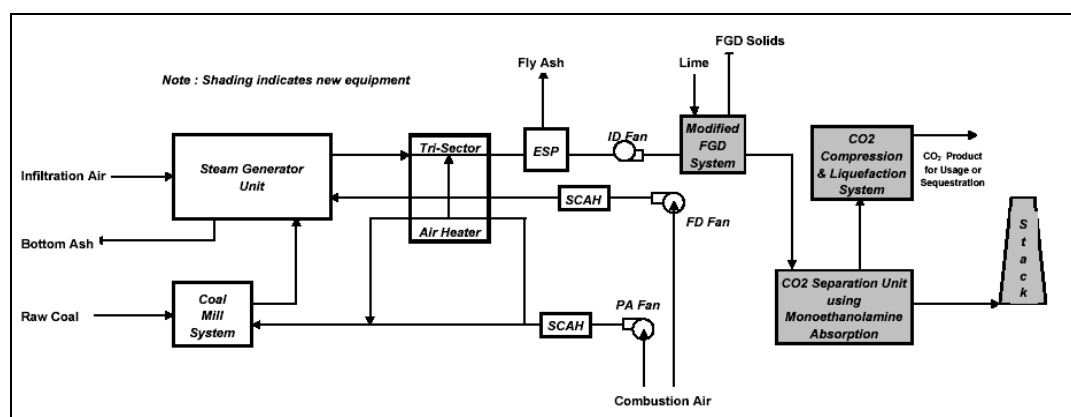 FGD Solids
Lime
Note : Shading indicates new equipment
Fly Ash
ID Fan
Modified
FGD
System
CO2
Compression
& Liquefaction
System
CO₂ Product
for Usage or
Sequestration
Steam Generator
Unit
Tri-Sector
Air Heater
ESP
Infiltration Air
SCAH
FD Fan
Bottom Ash
Stack
CO2 Separation Unit
using
Monoethanolamine
Absorption
Raw Coal
Coal
Mill
System
PA Fan
SCAH
Combustion Air